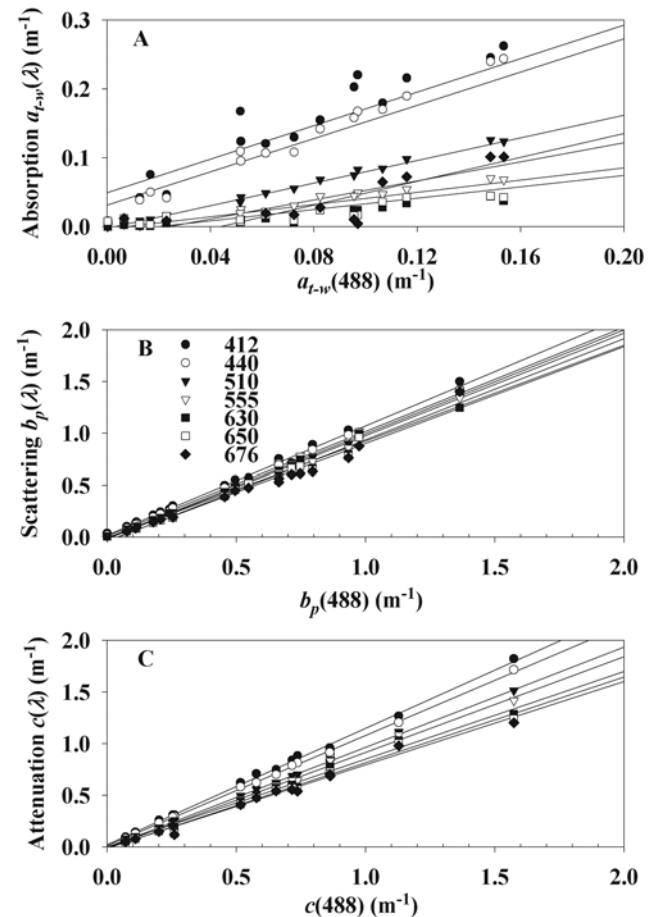 A
Absorption a_{t-w}(λ) (m⁻¹)
0.3
0.2
0.1
0.0
0.00 0.04 0.08 0.12 0.16 0.20
a_{t-w}(488) (m⁻¹)
B
Scattering b_p(λ) (m⁻¹)
2.0
1.5
1.0
0.5
0.0
412
440
510
555
630
650
676
0.0 0.5 1.0 1.5 2.0
b_p(488) (m⁻¹)
C
Attenuation c(λ) (m⁻¹)
2.0
1.5
1.0
0.5
0.0
0.0 0.5 1.0 1.5 2.0
c(488) (m⁻¹)